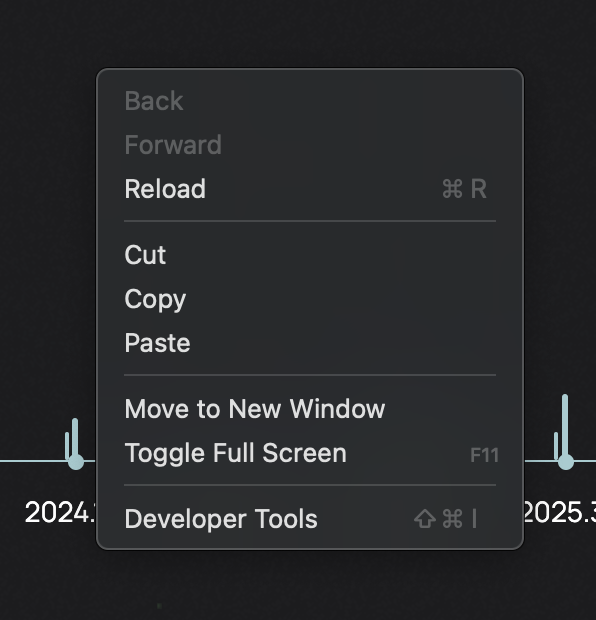 Back
Forward
Reload ⌘ R
Cut
Copy
Paste
Move to New Window
Toggle Full Screen F11
Developer Tools ⇧ ⌘ I
2024.
2025.3